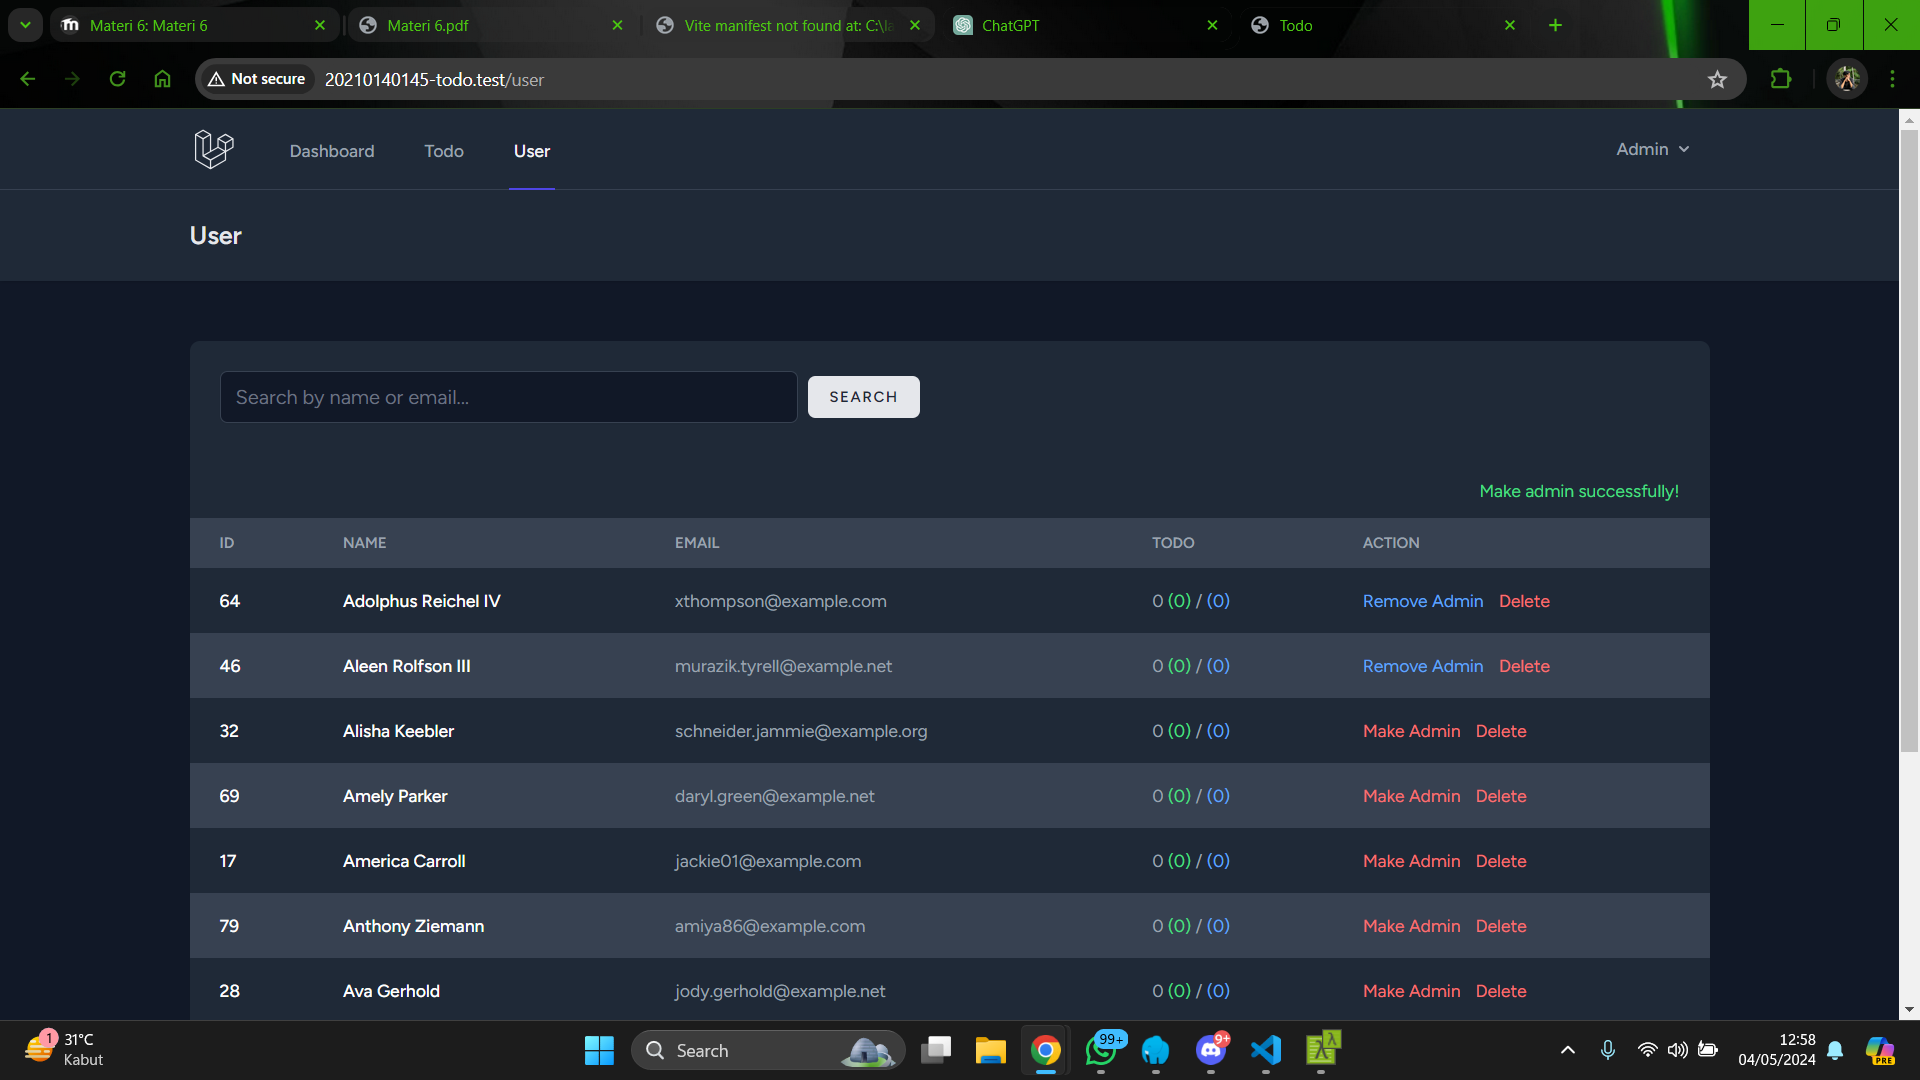 Materi 6: Materi 6
Materi 6.pdf
Vite manifest not found at: C:\la
ChatGPT
Todo
Not secure
20210140145-todo.test/user
Dashboard
Todo
User
Admin
User
Search by name or email...
SEARCH
Make admin successfully!
ID NAME EMAIL TODO ACTION
64 Adolphus Reichel IV xthompson@example.com 0 (0) / (0) Remove Admin Delete
46 Aleen Rolfson III murazik.tyrell@example.net 0 (0) / (0) Remove Admin Delete
32 Alisha Keebler schneider.jammie@example.org 0 (0) / (0) Make Admin Delete
69 Amely Parker daryl.green@example.net 0 (0) / (0) Make Admin Delete
17 America Carroll jackie01@example.com 0 (0) / (0) Make Admin Delete
79 Anthony Ziemann amiya86@example.com 0 (0) / (0) Make Admin Delete
28 Ava Gerhold jody.gerhold@example.net 0 (0) / (0) Make Admin Delete
1
31°C
Kabut
Search
99+
9+
12:58
04/05/2024
PRE